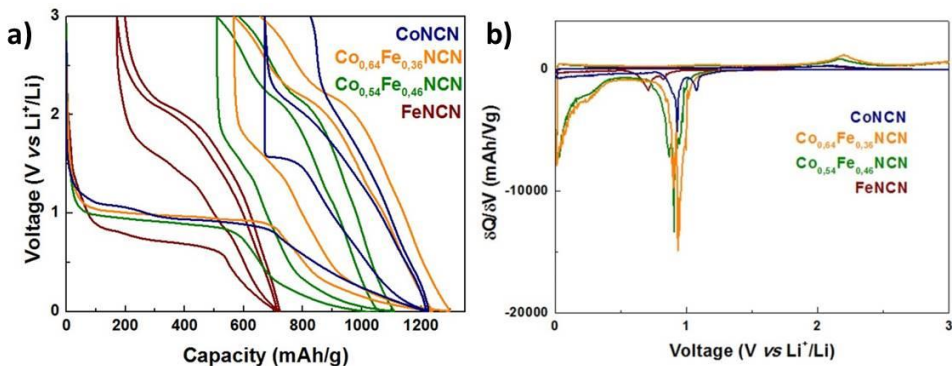 a)
3
2
1
0
Voltage (V vs Li⁺/Li)
CoNCN
Co₀,₆₄Fe₀,₃₆NCN
Co₀,₅₄Fe₀,₄₆NCN
FeNCN
0 200 400 600 800 1000 1200
Capacity (mAh/g)
b)
0
-10000
-20000
δQ/δV (mAh/Vg)
CoNCN
Co₀,₆₄Fe₀,₃₆NCN
Co₀,₅₄Fe₀,₄₆NCN
FeNCN
0 1 2 3
Voltage (V vs Li⁺/Li)